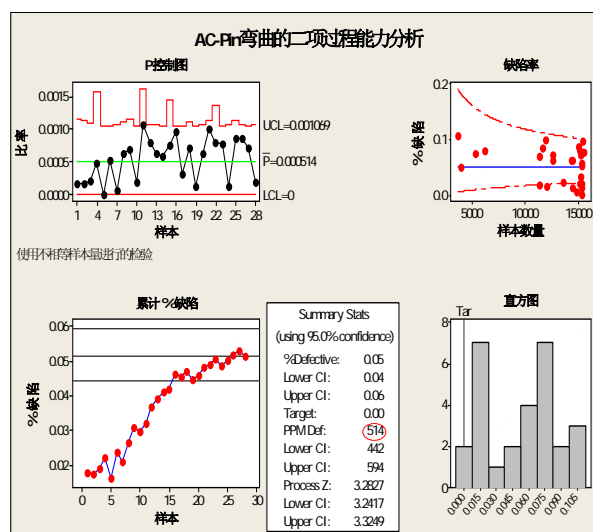 AC-Pin弯曲的二项过程能力分析
P控制图
比率
0.0015
0.0010
0.0005
0.0000
UCL=0.001069
P=0.000514
LCL=0
1 4 7 10 13 16 19 22 25 28
样本
使用不相等样本量进行的检验
缺陷率
%缺陷
0.2
0.1
0.0
5000 10000 15000
样本数量
累计 %缺陷
%缺陷
0.06
0.05
0.04
0.03
0.02
0 5 10 15 20 25 30
样本
Summary Stats
(using 95.0% confidence)
%Defective: 0.05
Lower CI: 0.04
Upper CI: 0.06
Target: 0.00
PPM Def: 514
Lower CI: 442
Upper CI: 594
Process Z: 3.2827
Lower CI: 3.2417
Upper CI: 3.3249
直方图
Tar
8
6
4
2
0
0.000 0.015 0.030 0.045 0.060 0.075 0.090 0.105